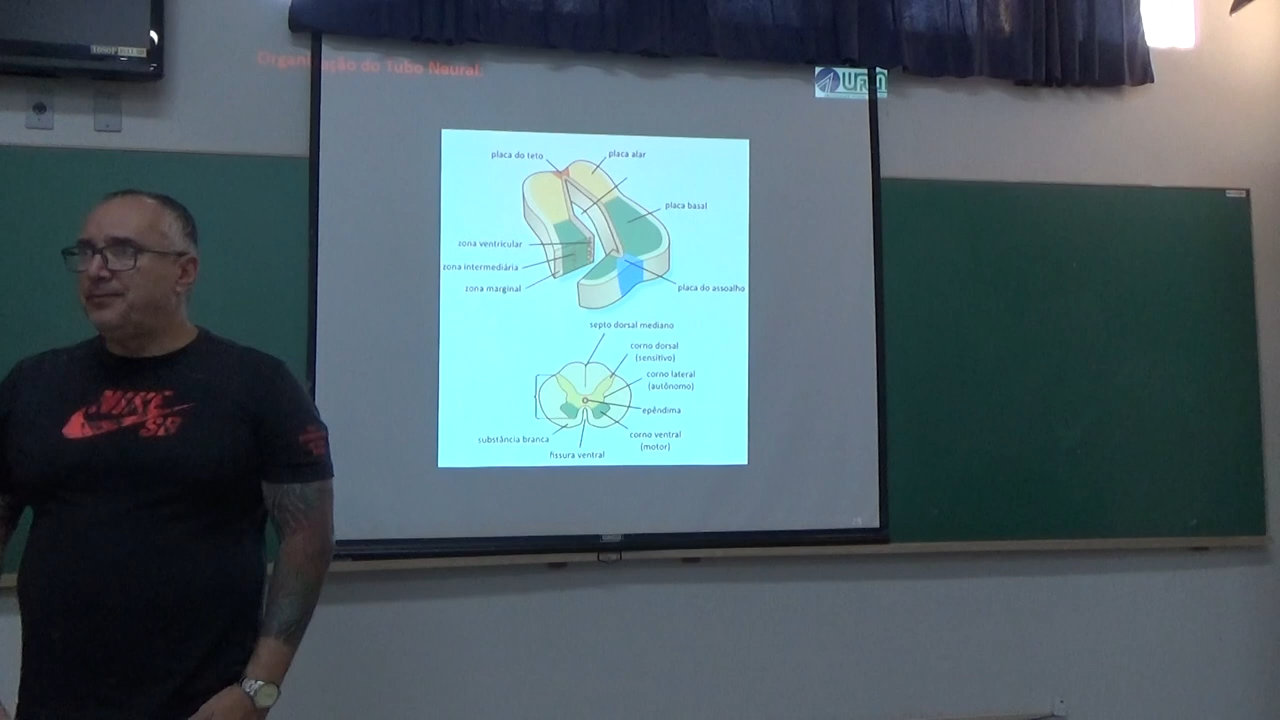 1080P
Organização do Tubo Neural:
placa do teto
placa alar
placa basal
zona ventricular
zona intermediária
zona marginal
placa do assoalho
septo dorsal mediano
corno dorsal
(sensitivo)
corno lateral
(autônomo)
epêndima
corno ventral
(motor)
substância branca
fissura ventral
NIKE
SB